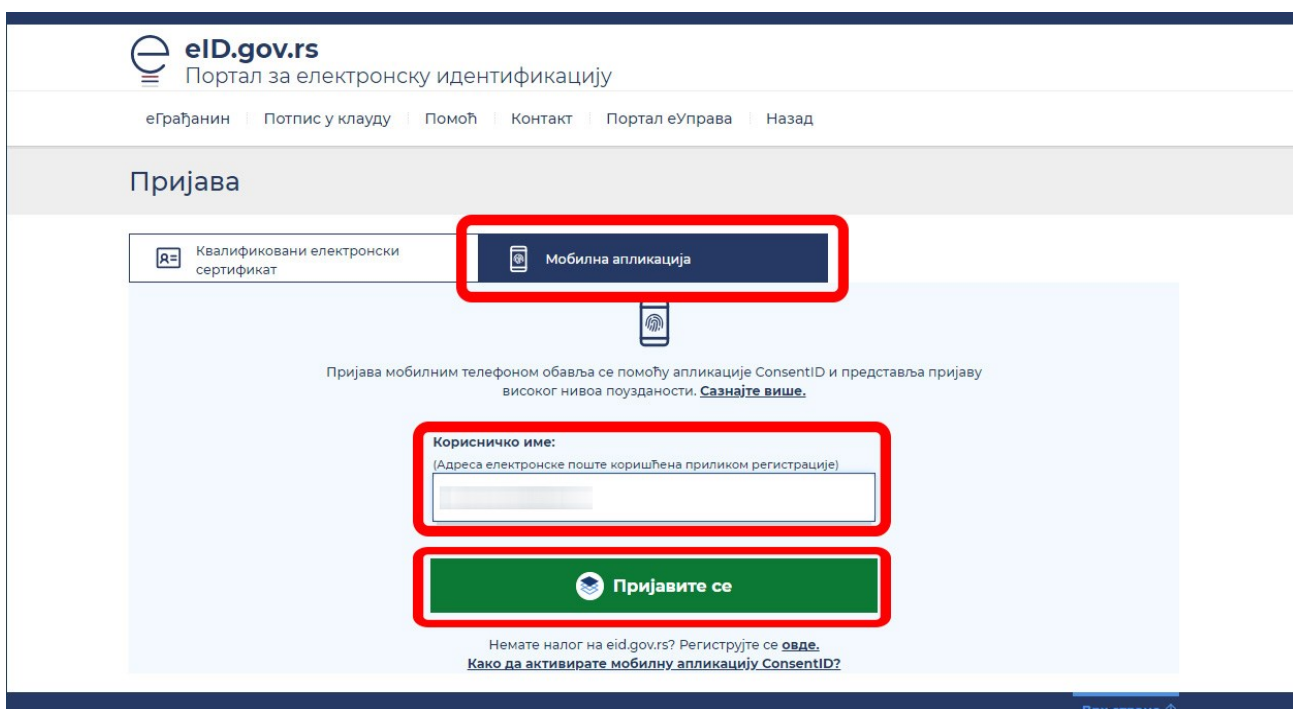 eID.gov.rs
Портал за електронску идентификацију
еГрађанин Потпис у клауду Помоћ Контакт Портал еУправа Назад
Пријава
Квалификовани електронски
сертификат
Мобилна апликација
Пријава мобилним телефоном обавља се помоћу апликације ConsentID и представља пријаву
високог нивоа поузданости. Сазнајте више.
Корисничко име:
(Адреса електронске поште коришћена приликом регистрације)
Пријавите се
Немате налог на eid.gov.rs? Региструјте се овде.
Како да активирате мобилну апликацију ConsentID?